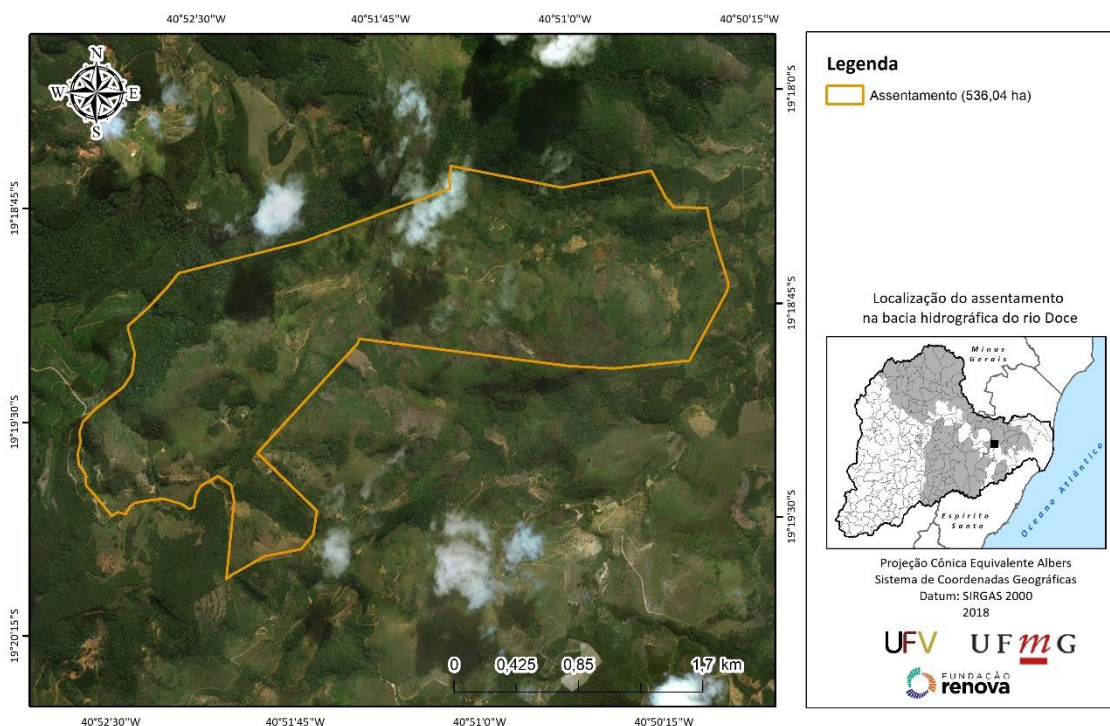 40°52'30"W
40°51'45"W
40°51'0"W
40°50'15"W
N
W
E
S
19°18'45"S
19°19'30"S
19°20'15"S
19°18'0"S
19°18'45"S
19°19'30"S
0
0,425
0,85
1,7 km
40°52'30"W
40°51'45"W
40°51'0"W
40°50'15"W
Legenda
Assentamento (536,04 ha)
Localização do assentamento
na bacia hidrográfica do rio Doce
Minas
Gerais
Espírito
Santo
Oceano Atlântico
Projeção Cônica Equivalente Albers
Sistema de Coordenadas Geográficas
Datum: SIRGAS 2000
2018
UFV
UFmG
FUNDAÇÃO
renova